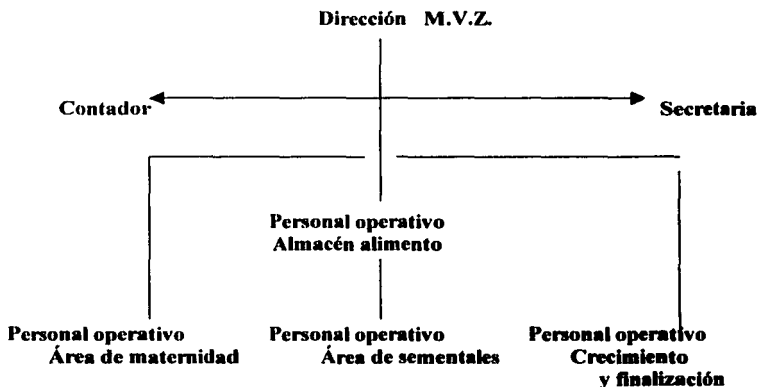 Dirección M.V.Z.
Contador
Secretaria
Personal operativo
Almacén alimento
Personal operativo
Área de maternidad
Personal operativo
Área de sementales
Personal operativo
Crecimiento
y finalización